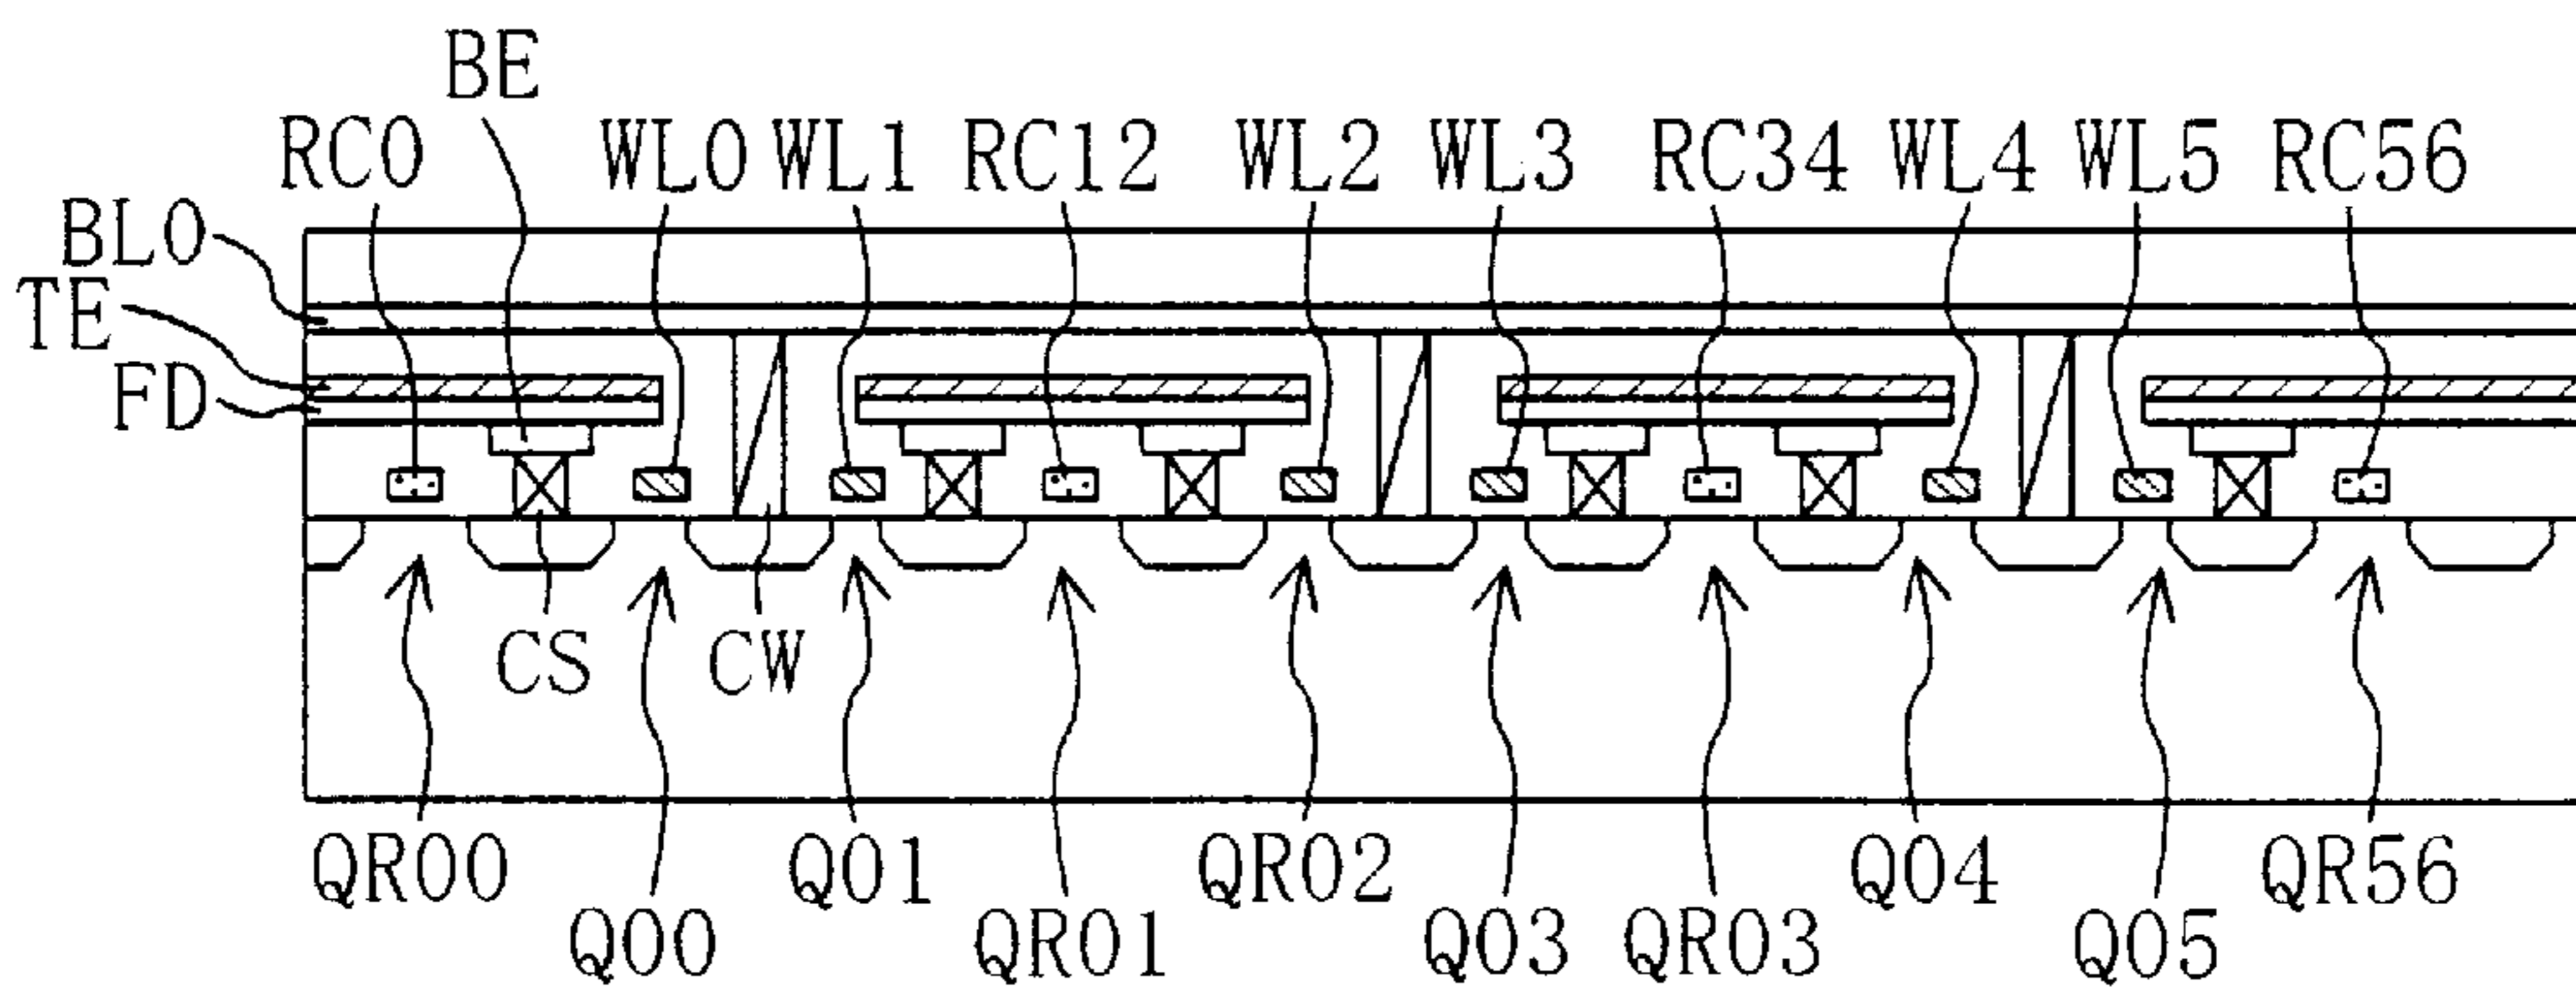 BE
RC0 WL0 WL1 RC12 WL2 WL3 RC34 WL4 WL5 RC56
BL0
TE
FD
CS CW
QR00 Q01 QR02 Q04 QR56
Q00 QR01 Q03 QR03 Q05